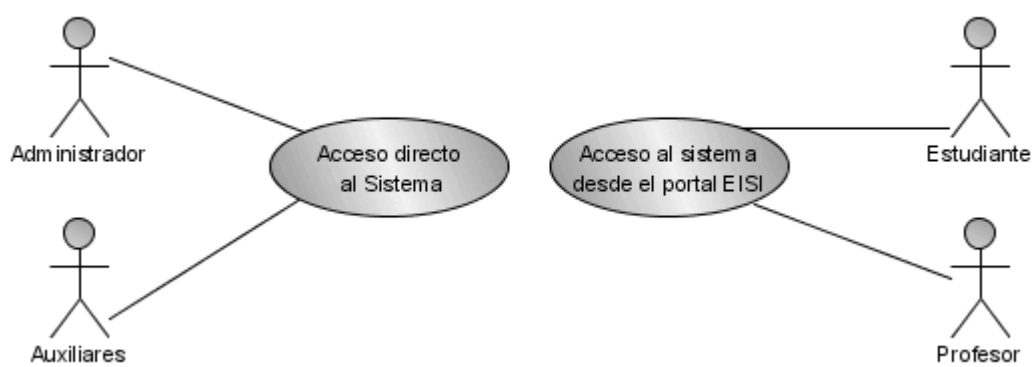 Administrador
Acceso directo
al Sistema
Auxiliares
Acceso al sistema
desde el portal EISI
Estudiante
Profesor